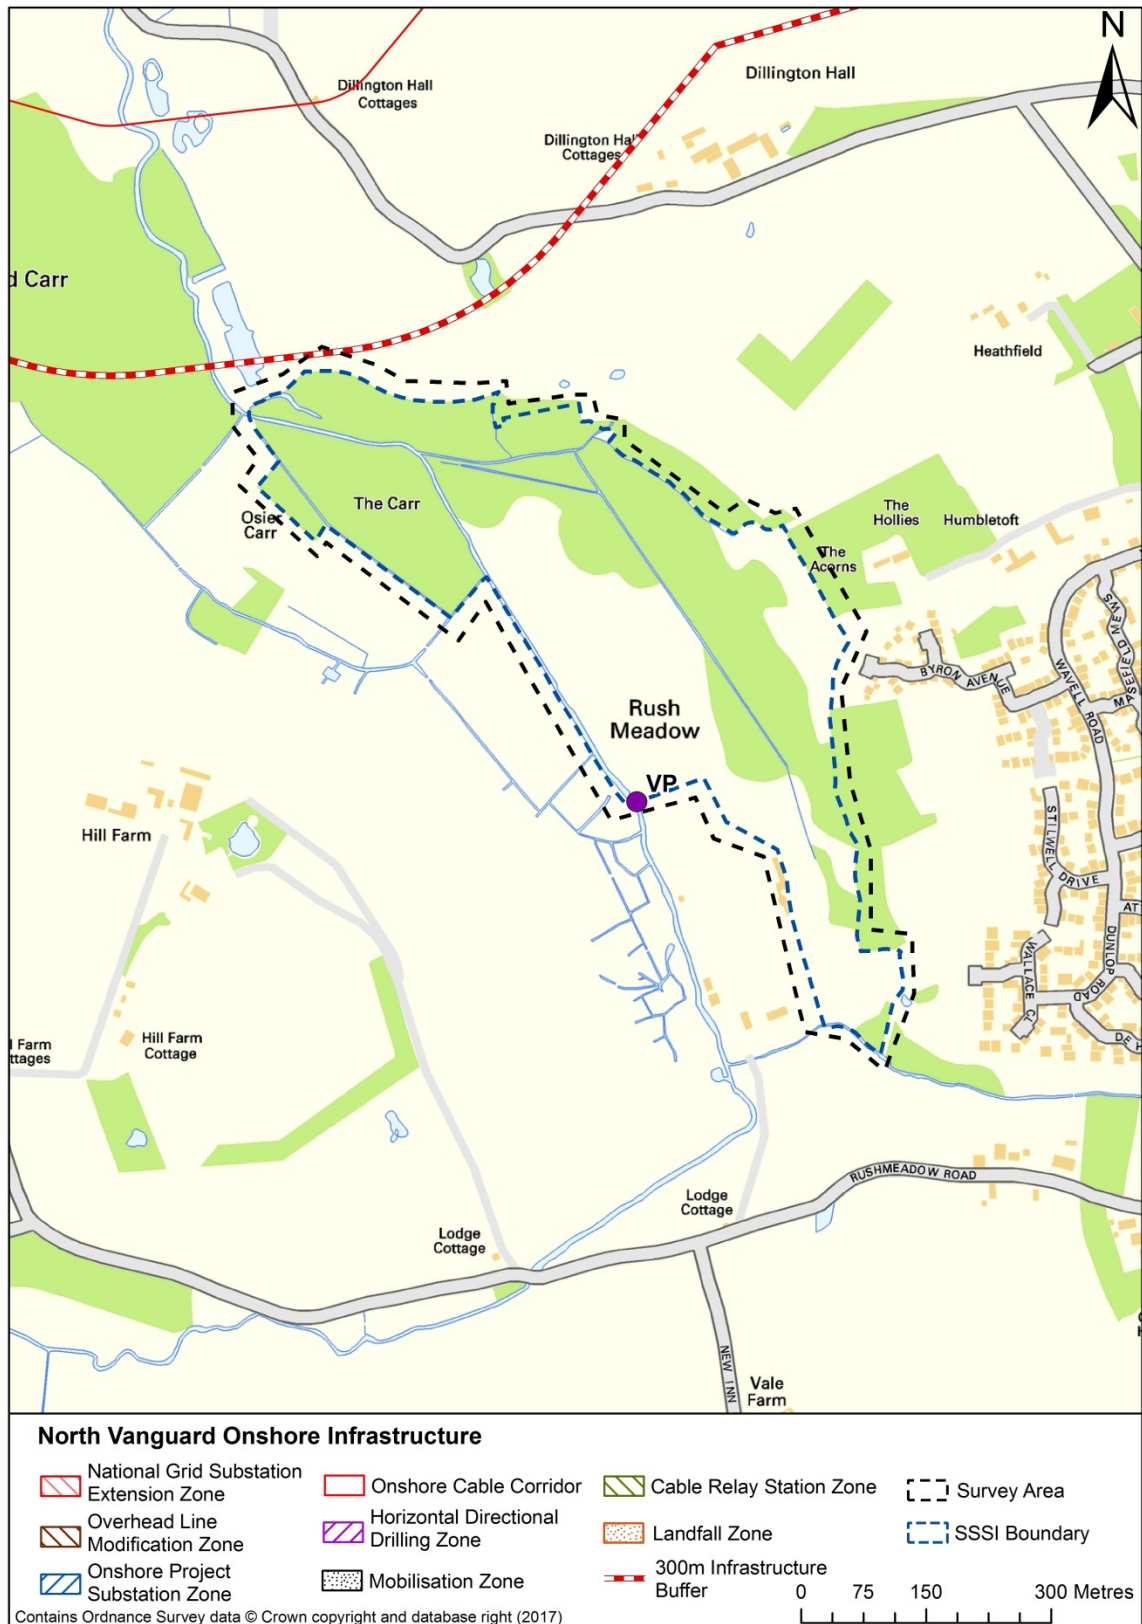 N
Dillington Hall
Cottages
Dillington Hall
Dillington Hall
Cottages
d Carr
Heathfield
The Carr
Osier
Carr
The
Hollies
Humbletoft
The
Acorns
BYRON AVENUE
WAVELL ROAD
MASEFIELD MEWS
Rush
Meadow
VP
Hill Farm
STILWELL DRIVE
DUNLOP ROAD
AT
WALLACE CL
DE H
l Farm
ttages
Hill Farm
Cottage
RUSHMEADOW ROAD
Lodge
Cottage
Lodge
Cottage
NEW INN
Vale
Farm
North Vanguard Onshore Infrastructure
National Grid Substation
Extension Zone
Overhead Line
Modification Zone
Onshore Project
Substation Zone
Onshore Cable Corridor
Horizontal Directional
Drilling Zone
Mobilisation Zone
Cable Relay Station Zone
Landfall Zone
300m Infrastructure
Buffer
Survey Area
SSSI Boundary
0 75 150 300 Metres
Contains Ordnance Survey data © Crown copyright and database right (2017)